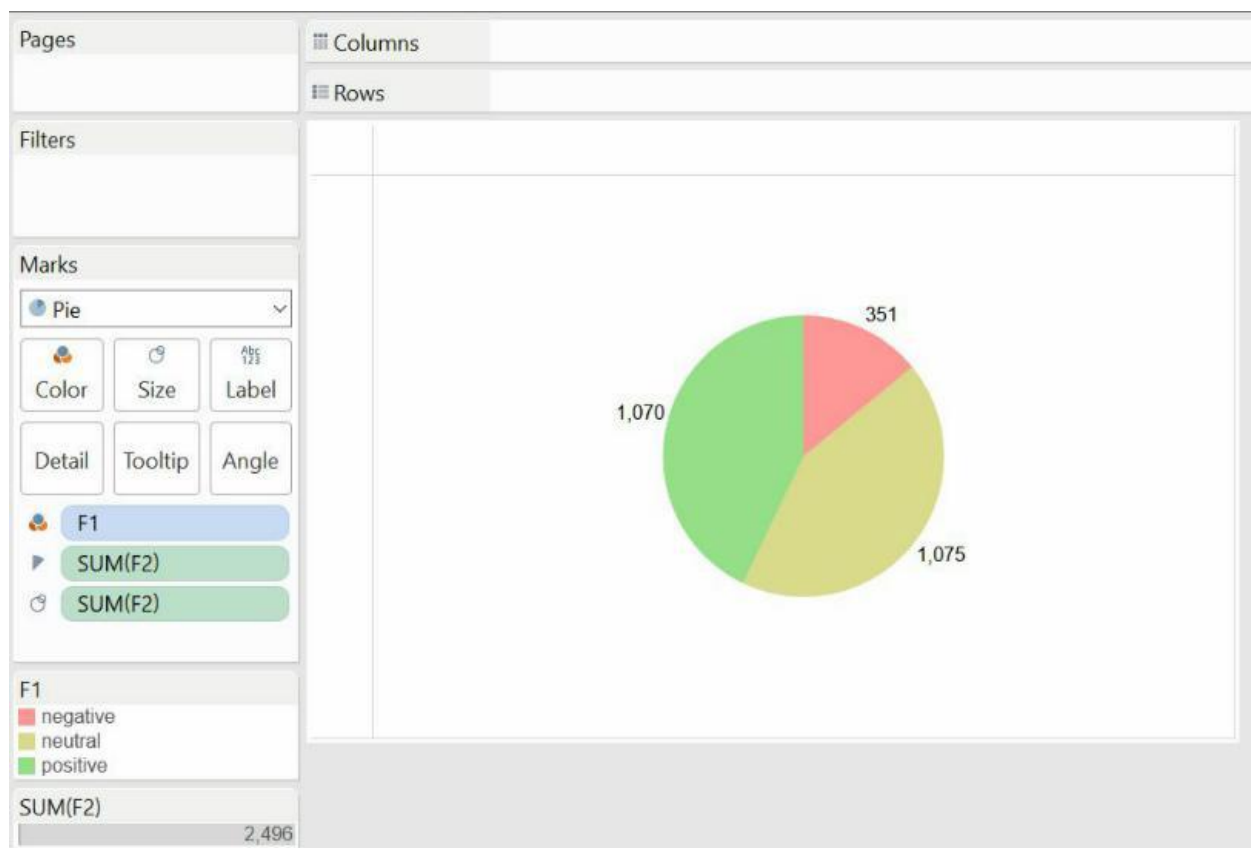 Pages
Columns
Rows
Filters
Marks
Pie
Color
Size
Abc
123
Label
Detail
Tooltip
Angle
F1
SUM(F2)
SUM(F2)
F1
negative
neutral
positive
SUM(F2)
2,496
351
1,070
1,075